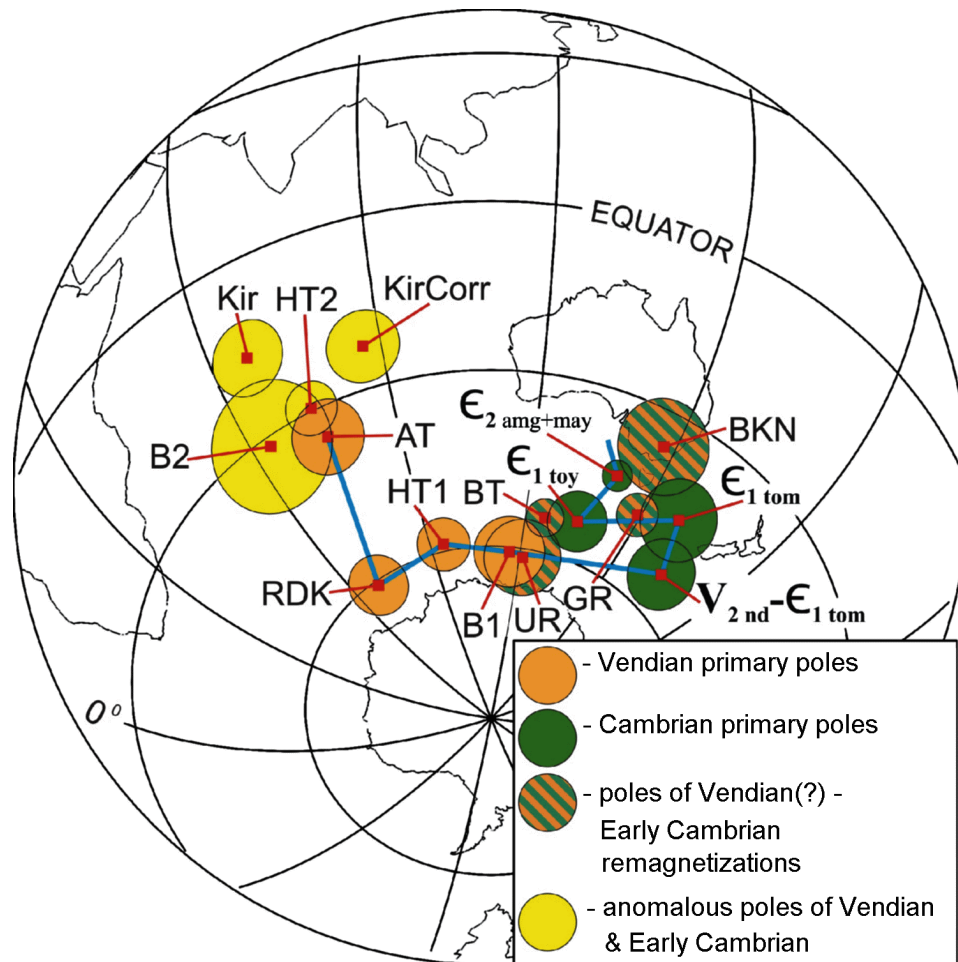 EQUATOR
Kir
HT2
KirCorr
B2
AT
Є2 amg+may
BKN
Є1 toy
HT1
BT
Є1 tom
RDK
B1
UR
GR
V2 nd-Є1 tom
0°
- Vendian primary poles
- Cambrian primary poles
- poles of Vendian(?) -
Early Cambrian
remagnetizations
- anomalous poles of Vendian
& Early Cambrian